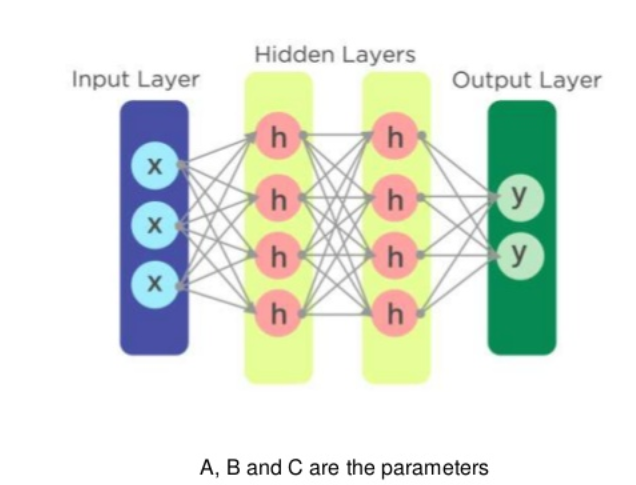 Hidden Layers
Input Layer
Output Layer
h h
x
h h y
x
h h y
x
h h
A, B and C are the parameters